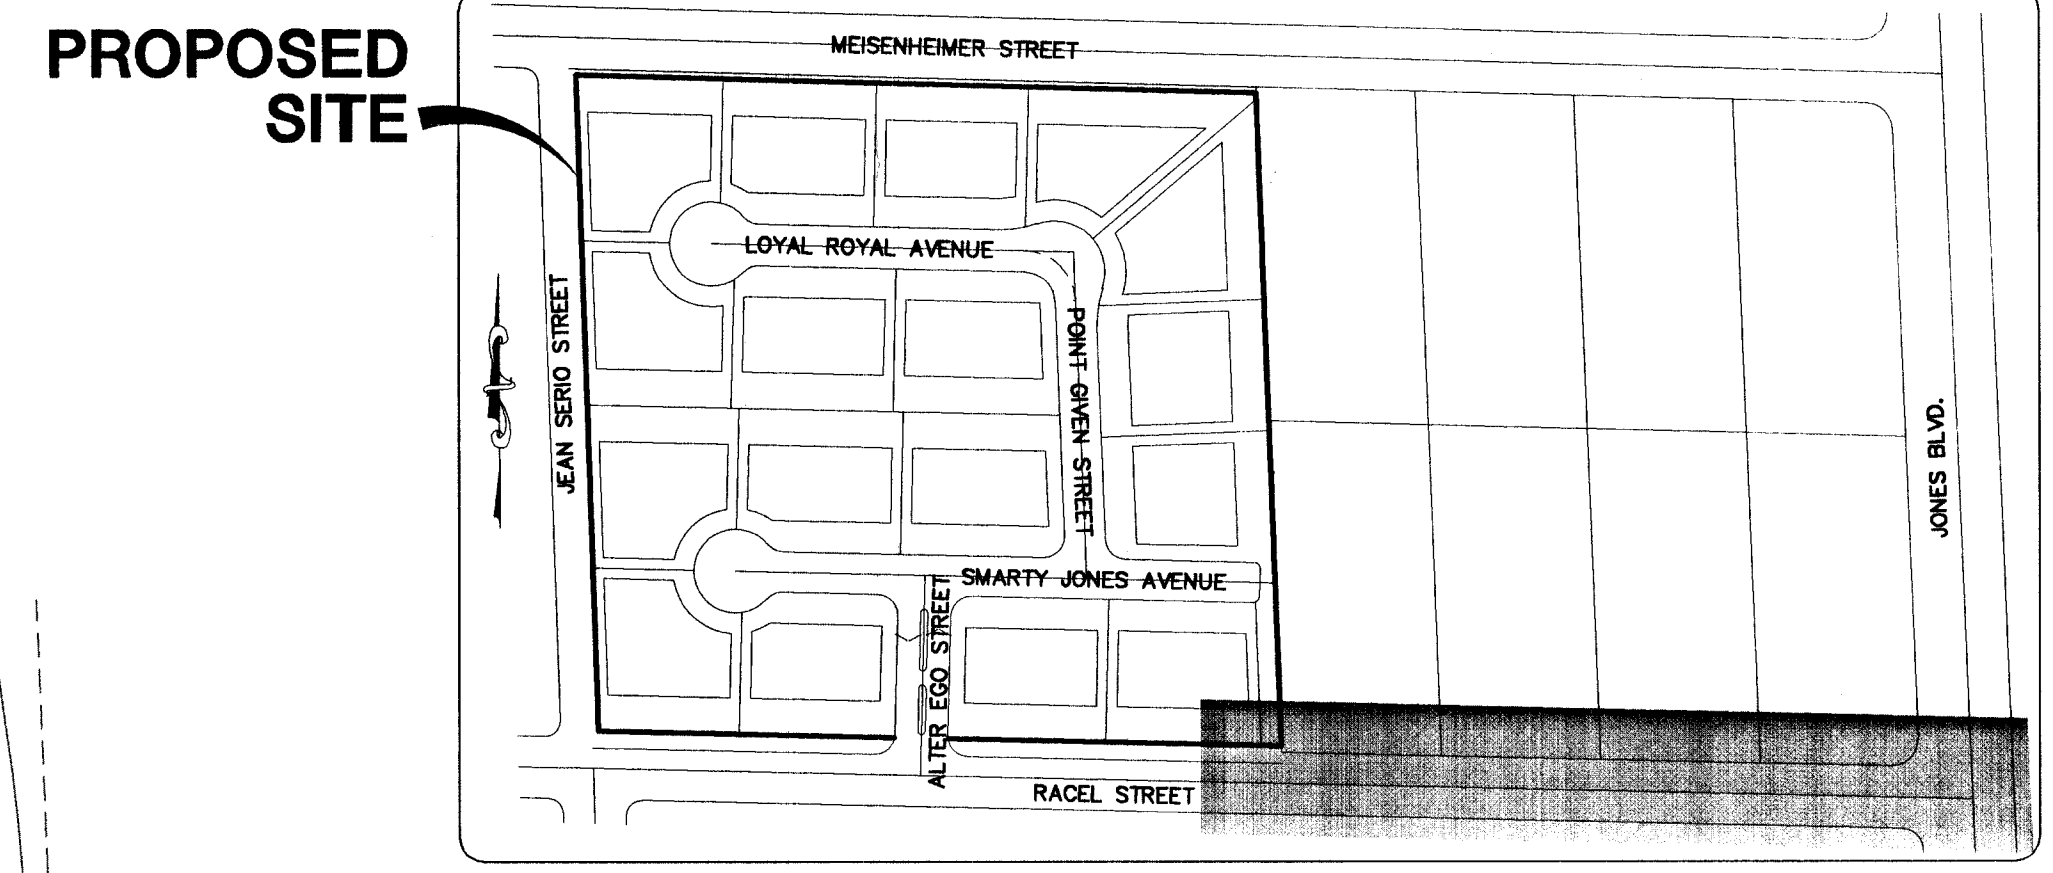 PROPOSED
SITE
MEISENHEIMER STREET
LOYAL ROYAL AVENUE
JEAN SERIO STREET
POINT GIVEN STREET
JONES BLVD.
SMARTY JONES AVENUE
ALTER EGO STREET
RACEL STREET